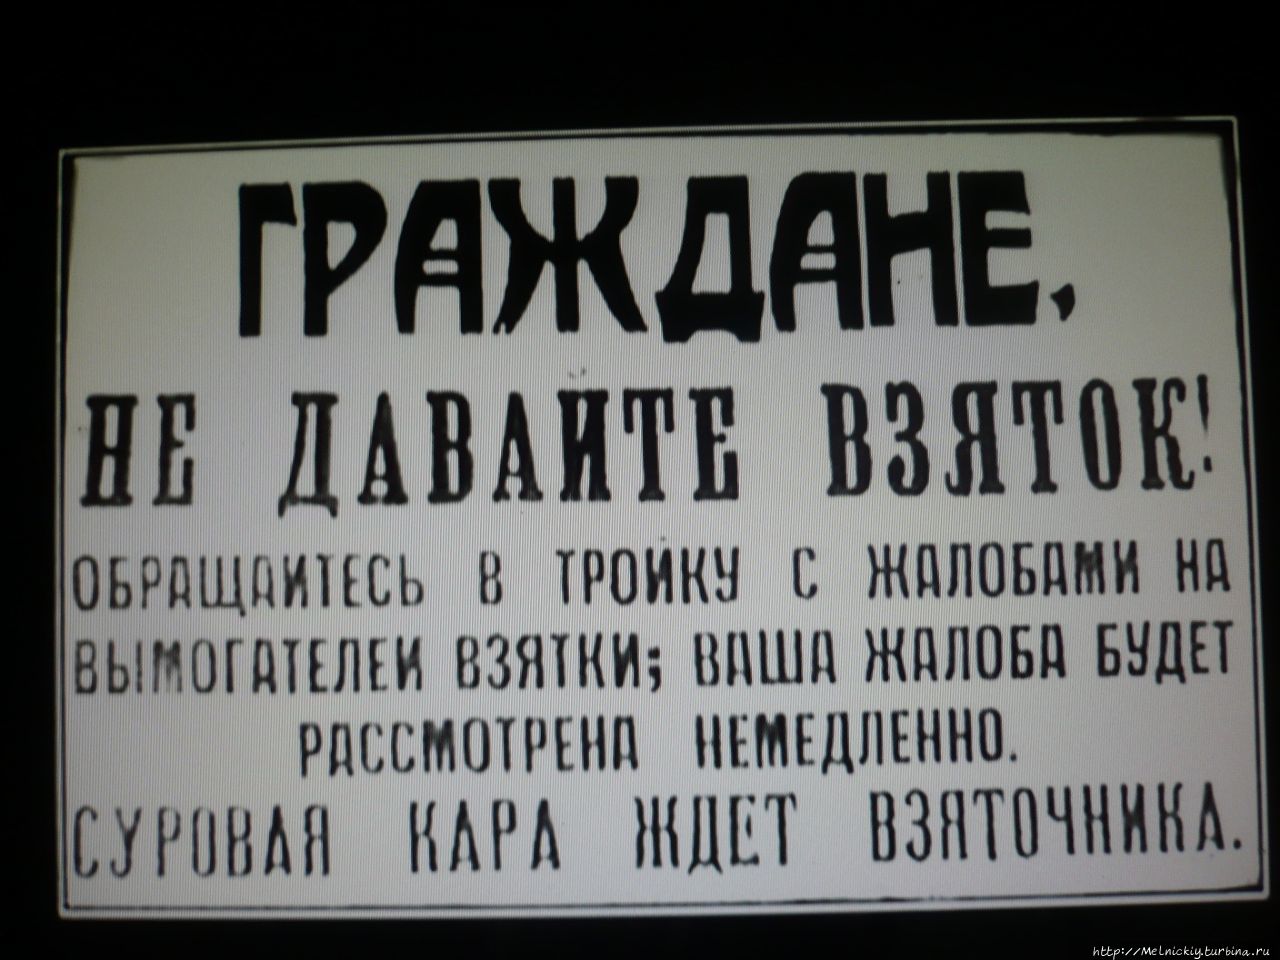 ГРАЖДАНЕ,
НЕ ДАВАЙТЕ ВЗЯТОК!
ОБРАЩАЙТЕСЬ В ТРОЙКУ С ЖАЛОБАМИ НА
ВЫМОГАТЕЛЕЙ ВЗЯТКИ; ВАША ЖАЛОБА БУДЕТ
РАССМОТРЕНА НЕМЕДЛЕННО.
СУРОВАЯ КАРА ЖДЕТ ВЗЯТОЧНИКА.
http://Melnickiy.turbina.ru